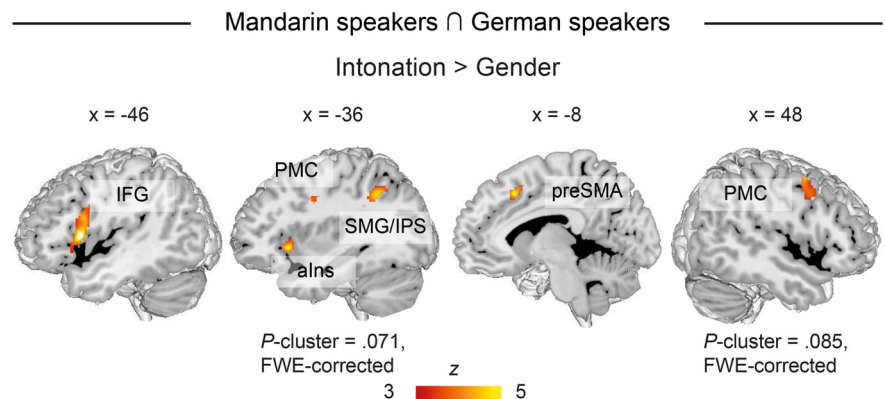 Mandarin speakers ∩ German speakers
Intonation > Gender
x = -46
x = -36
x = -8
x = 48
IFG
PMC
SMG/IPS
aIns
preSMA
PMC
P-cluster = .071,
FWE-corrected
P-cluster = .085,
FWE-corrected
z
3 5